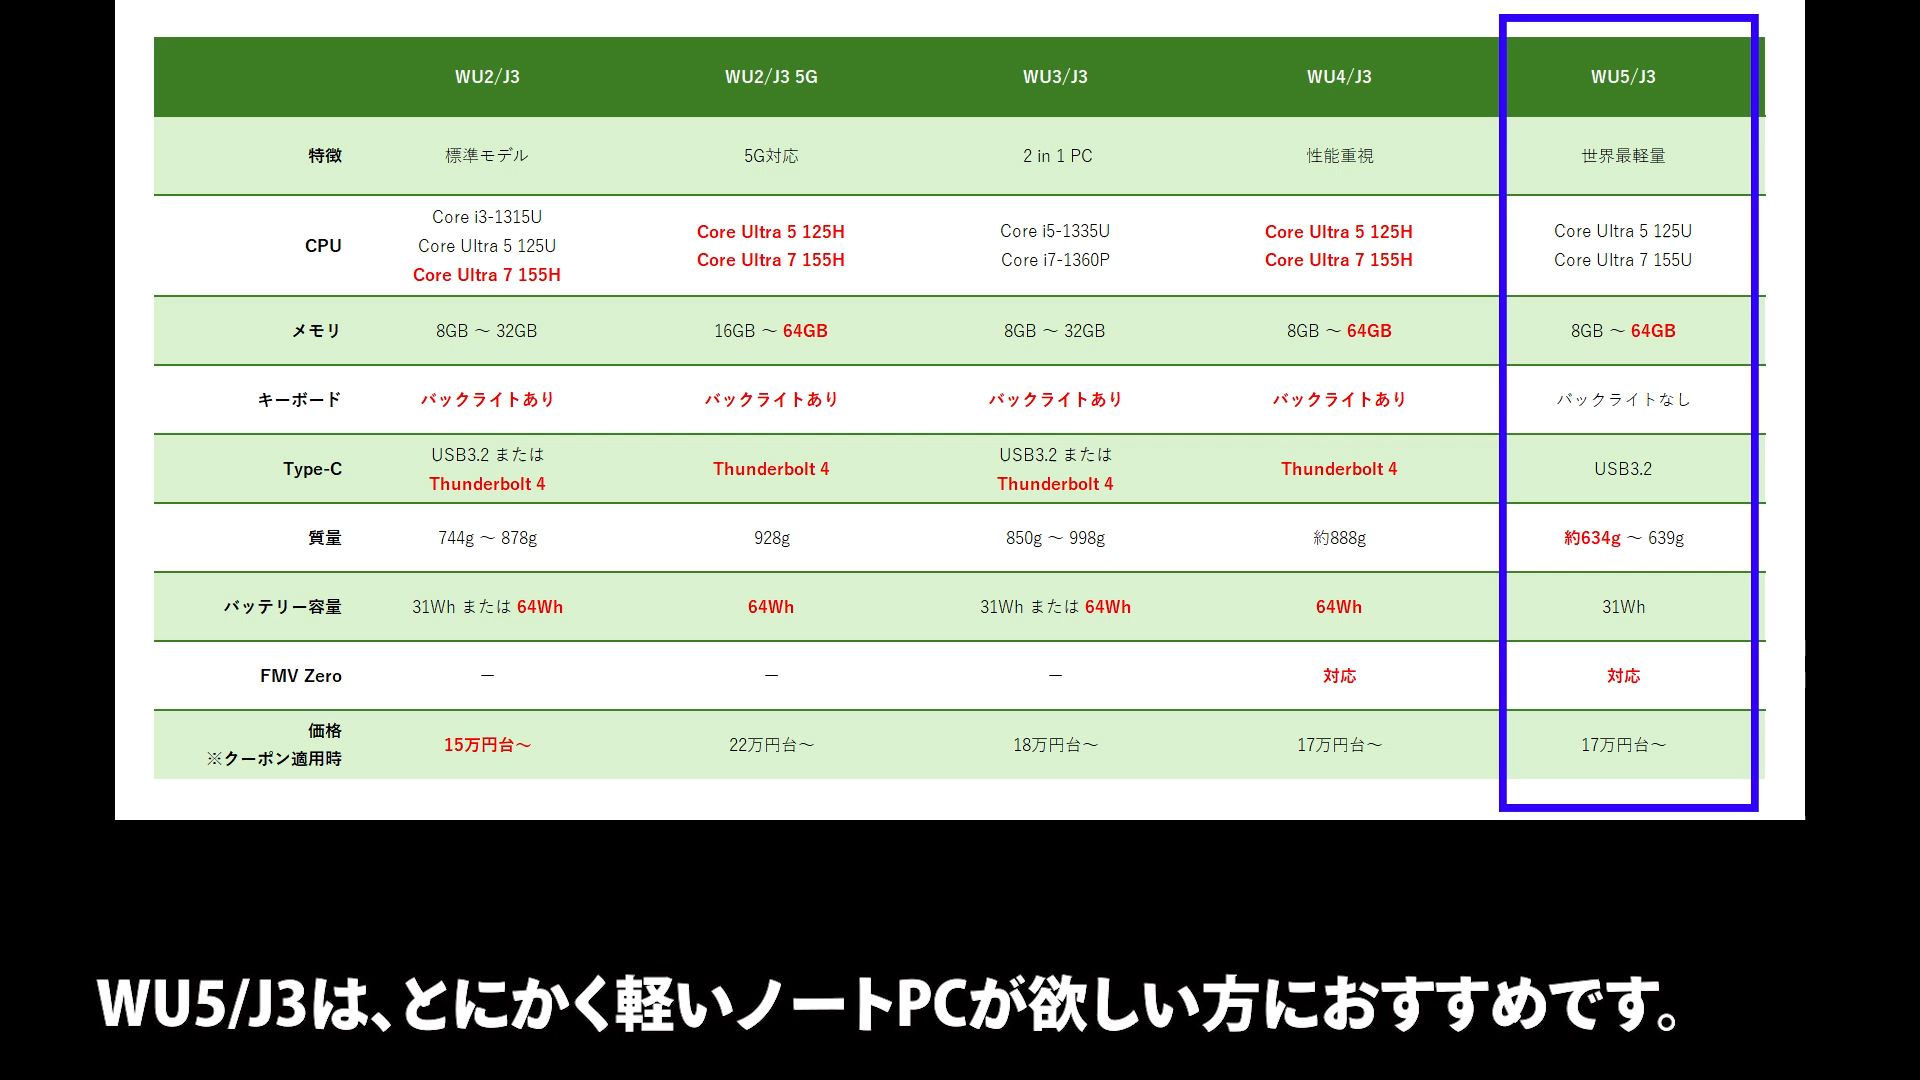 WU2/J3 WU2/J3 5G WU3/J3 WU4/J3 WU5/J3
特徴 標準モデル 5G対応 2 in 1 PC 性能重視 世界最軽量
Core i3-1315U
Core Ultra 5 125H Core i5-1335U Core Ultra 5 125H Core Ultra 5 125U
CPU Core Ultra 5 125U
Core Ultra 7 155H Core i7-1360P Core Ultra 7 155H Core Ultra 7 155U
Core Ultra 7 155H
メモリ 8GB ～ 32GB 16GB ～ 64GB 8GB ～ 32GB 8GB ～ 64GB 8GB ～ 64GB
キーボード バックライトあり バックライトあり バックライトあり バックライトあり バックライトなし
USB3.2 または USB3.2 または
Type-C Thunderbolt 4 Thunderbolt 4 USB3.2
Thunderbolt 4 Thunderbolt 4
質量 744g ～ 878g 928g 850g ～ 998g 約888g 約634g ～ 639g
バッテリー容量 31Wh または 64Wh 64Wh 31Wh または 64Wh 64Wh 31Wh
FMV Zero － － － 対応 対応
価格
15万円台～ 22万円台～ 18万円台～ 17万円台～ 17万円台～
※クーポン適用時
WU5/J3は、とにかく軽いノートPCが欲しい方におすすめです。